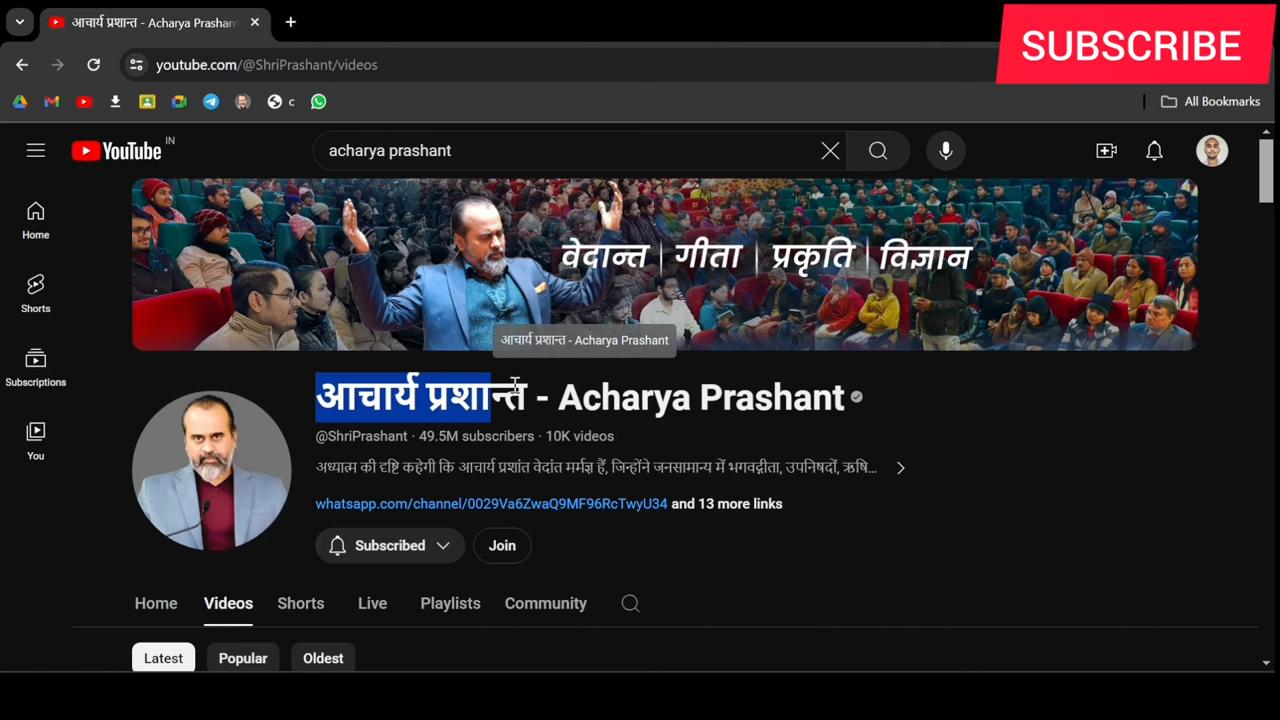 आचार्य प्रशान्त - Acharya Prashant
SUBSCRIBE
youtube.com/@ShriPrashant/videos
c
All Bookmarks
YouTube IN
acharya prashant
Home
Shorts
Subscriptions
You
वेदान्त | गीता | प्रकृति | विज्ञान
आचार्य प्रशान्त - Acharya Prashant
आचार्य प्रशान्त - Acharya Prashant
@ShriPrashant · 49.5M subscribers · 10K videos
अध्यात्म की दृष्टि कहेगी कि आचार्य प्रशांत वेदांत मर्मज्ञ हैं, जिन्होंने जनसामान्य में भगवद्गीता, उपनिषदों, ऋषि...
whatsapp.com/channel/0029Va6ZwaQ9MF96RcTwyU34 and 13 more links
Subscribed
Join
Home Videos Shorts Live Playlists Community
Latest Popular Oldest